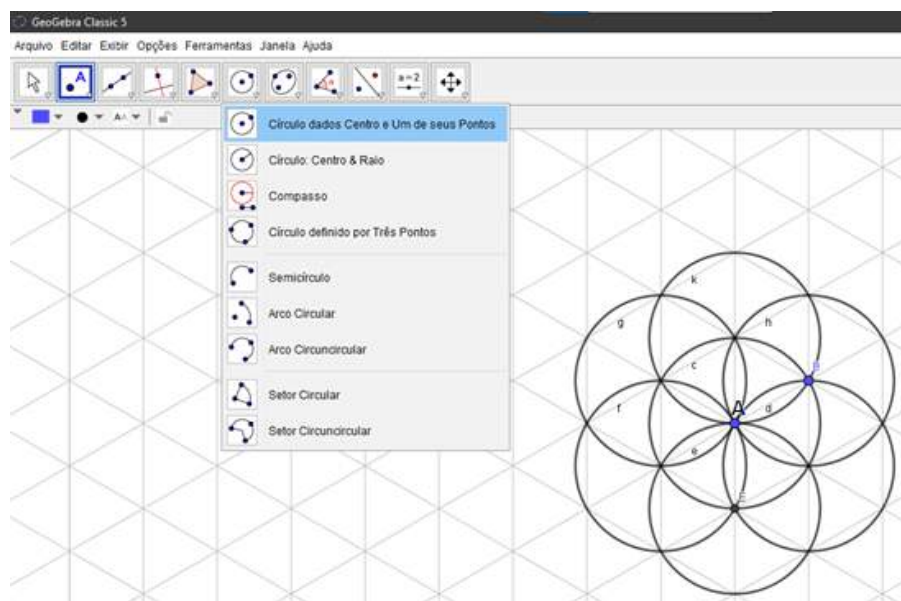 GeoGebra Classic 5
Arquivo Editar Exibir Opções Ferramentas Janela Ajuda
A
a=2
AA
Círculo dados Centro e Um de seus Pontos
Círculo: Centro & Raio
Compasso
Círculo definido por Três Pontos
Semicírculo
Arco Circular
Arco Circuncircular
Setor Circular
Setor Circuncircular
k
g
h
c
B
f
A
d
e
E